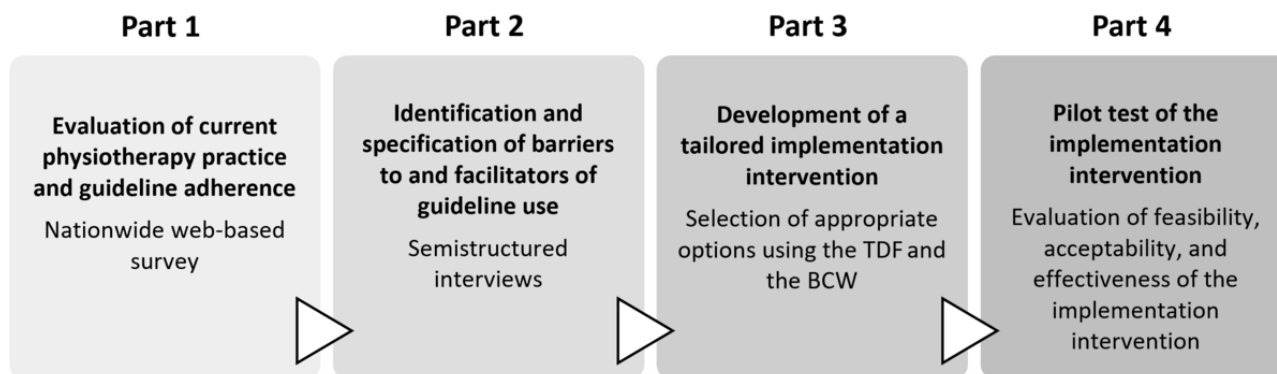 Part 1
Evaluation of current
physiotherapy practice
and guideline adherence
Nationwide web-based
survey
Part 2
Identification and
specification of barriers
to and facilitators of
guideline use
Semistructured
interviews
Part 3
Development of a
tailored implementation
intervention
Selection of appropriate
options using the TDF and
the BCW
Part 4
Pilot test of the
implementation
intervention
Evaluation of feasibility,
acceptability, and
effectiveness of the
implementation
intervention